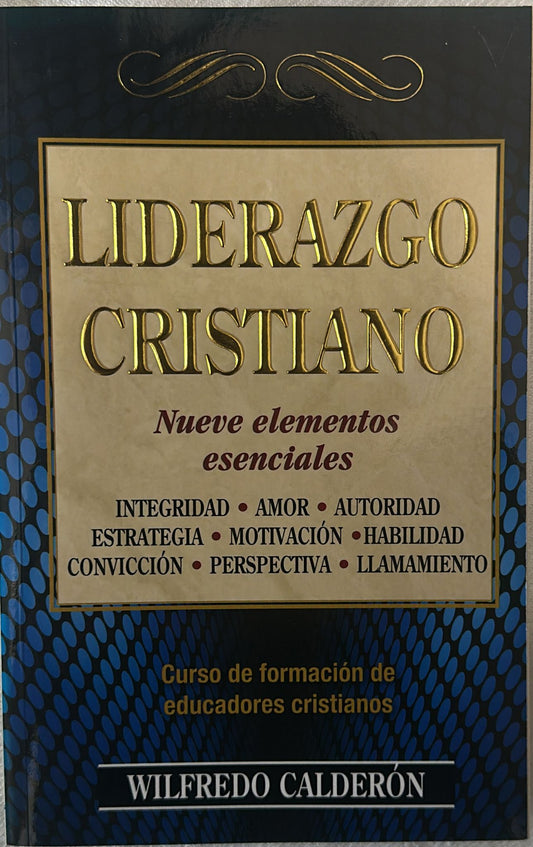 LIDERAZGO
CRISTIANO
Nueve elementos
esenciales
INTEGRIDAD • AMOR • AUTORIDAD
ESTRATEGIA • MOTIVACIÓN •HABILIDAD
CONVICCIÓN • PERSPECTIVA • LLAMAMIENTO
Curso de formación de
educadores cristianos
WILFREDO CALDERÓN